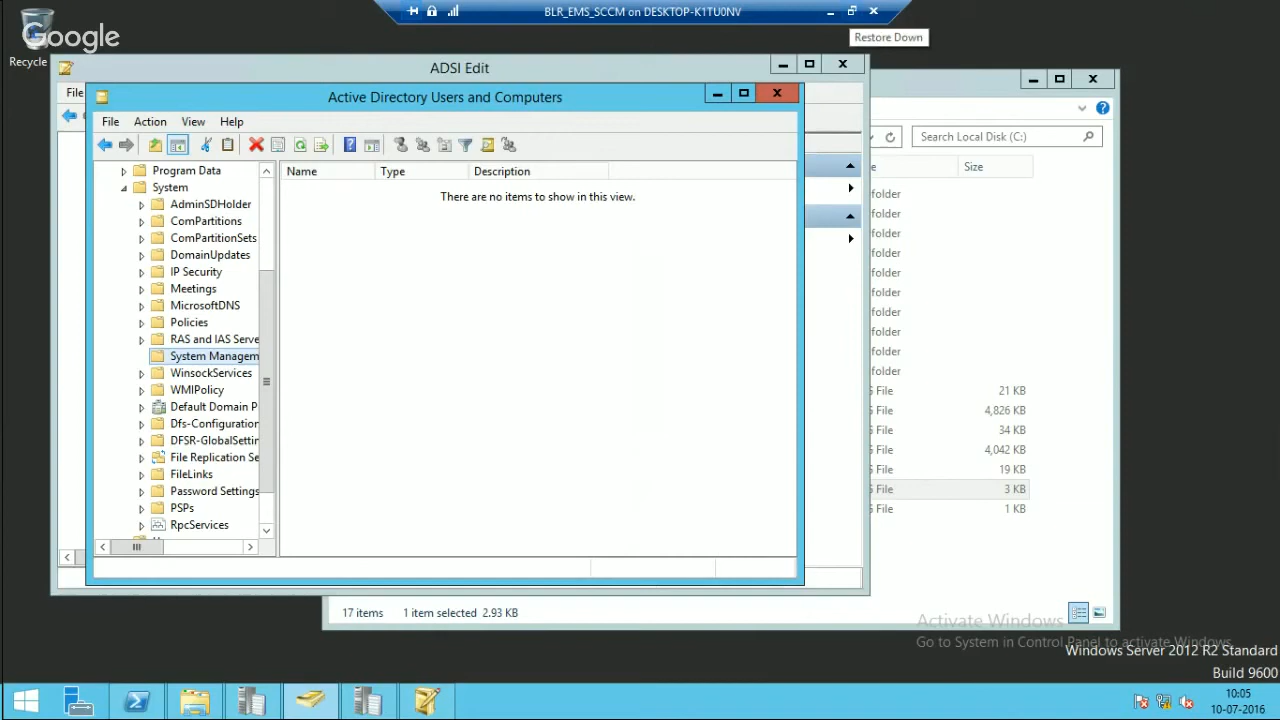 BLR_EMS_SCCM on DESKTOP-K1TU0NV
Google
Restore Down
Recycle
ADSI Edit
File
Active Directory Users and Computers
File Action View Help
Search Local Disk (C:)
Program Data
System
AdminSDHolder
ComPartitions
ComPartitionSets
DomainUpdates
IP Security
Meetings
MicrosoftDNS
Policies
RAS and IAS Serve
System Managem
WinsockServices
WMIPolicy
Default Domain P
Dfs-Configuration
DFSR-GlobalSettin
File Replication Se
FileLinks
Password Settings
PSPs
RpcServices
Name Type Description
There are no items to show in this view.
e Size
folder
folder
folder
folder
folder
folder
folder
folder
folder
folder
G File 21 KB
G File 4,826 KB
G File 34 KB
G File 4,042 KB
G File 19 KB
G File 3 KB
G File 1 KB
17 items 1 item selected 2.93 KB
Activate Windows
Go to System in Control Panel to activate Windows.
Windows Server 2012 R2 Standard
Build 9600
10:05
10-07-2016